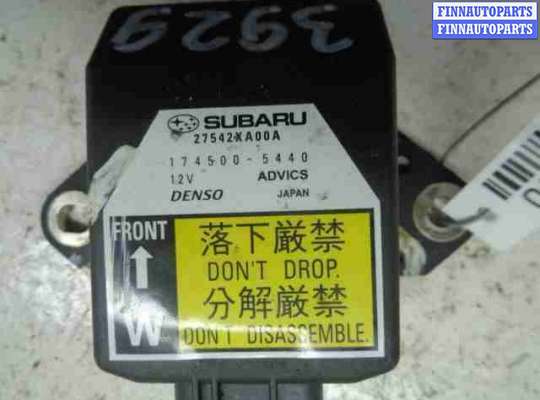 FINNAUTOPARTS
FINNAUTOPARTS
3929
SUBARU
27542XA00A
174500-5440
12V ADVICS
DENSO JAPAN
FRONT
W
落下厳禁
DON'T DROP.
分解厳禁
DON'T DISASSEMBLE.